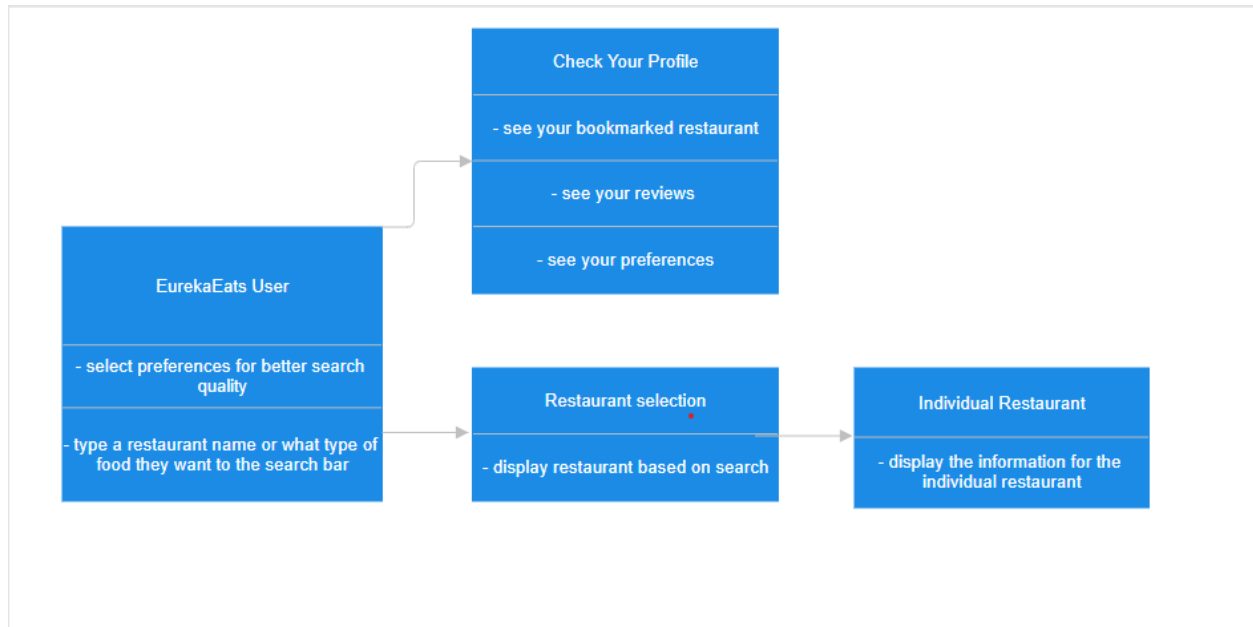 Check Your Profile
- see your bookmarked restaurant
- see your reviews
- see your preferences
EurekaEats User
- select preferences for better search
quality
- type a restaurant name or what type of
food they want to the search bar
Restaurant selection
- display restaurant based on search
Individual Restaurant
- display the information for the
individual restaurant